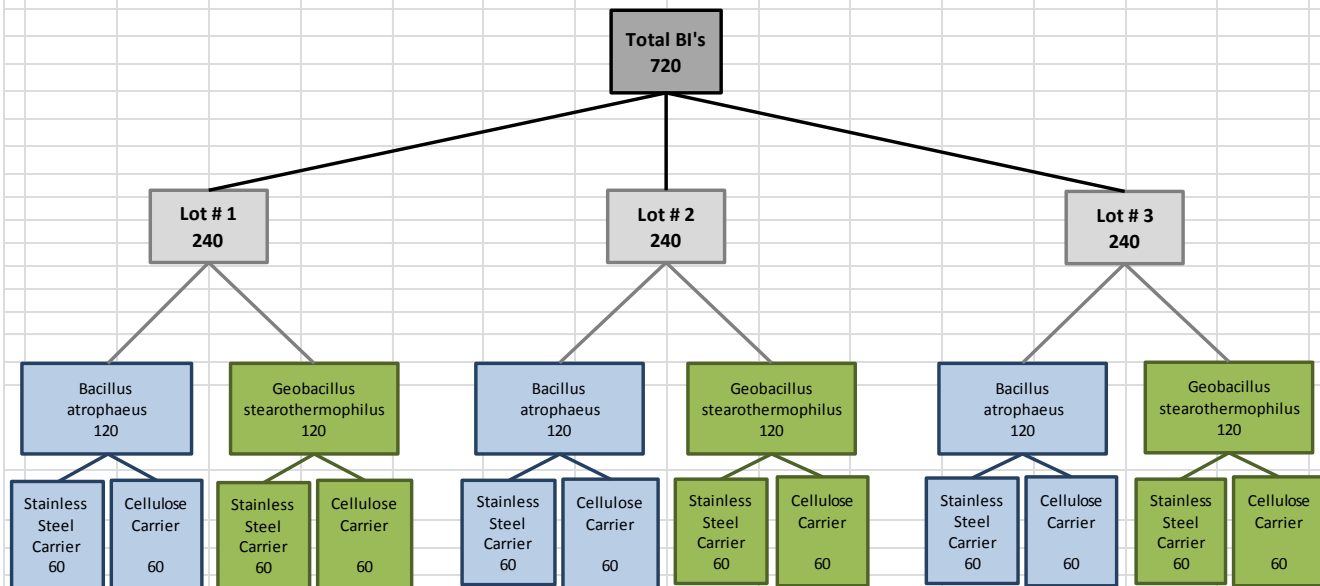 Total BI's
720
Lot # 1
240
Lot # 2
240
Lot # 3
240
Bacillus
atrophaeus
120
Geobacillus
stearothermophilus
120
Bacillus
atrophaeus
120
Geobacillus
stearothermophilus
120
Bacillus
atrophaeus
120
Geobacillus
stearothermophilus
120
Stainless
Steel
Carrier
60
Cellulose
Carrier
60
Stainless
Steel
Carrier
60
Cellulose
Carrier
60
Stainless
Steel
Carrier
60
Cellulose
Carrier
60
Stainless
Steel
Carrier
60
Cellulose
Carrier
60
Stainless
Steel
Carrier
60
Cellulose
Carrier
60
Stainless
Steel
Carrier
60
Cellulose
Carrier
60